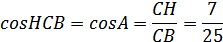 cosHCB = cosA = CH/CB = 7/25